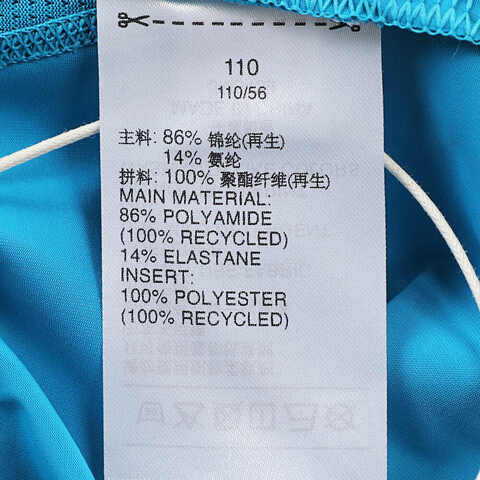 110
110/56
主料: 86% 锦纶(再生)
14% 氨纶
拼料: 100% 聚酯纤维(再生)
MAIN MATERIAL:
86% POLYAMIDE
(100% RECYCLED)
14% ELASTANE
INSERT:
100% POLYESTER
(100% RECYCLED)